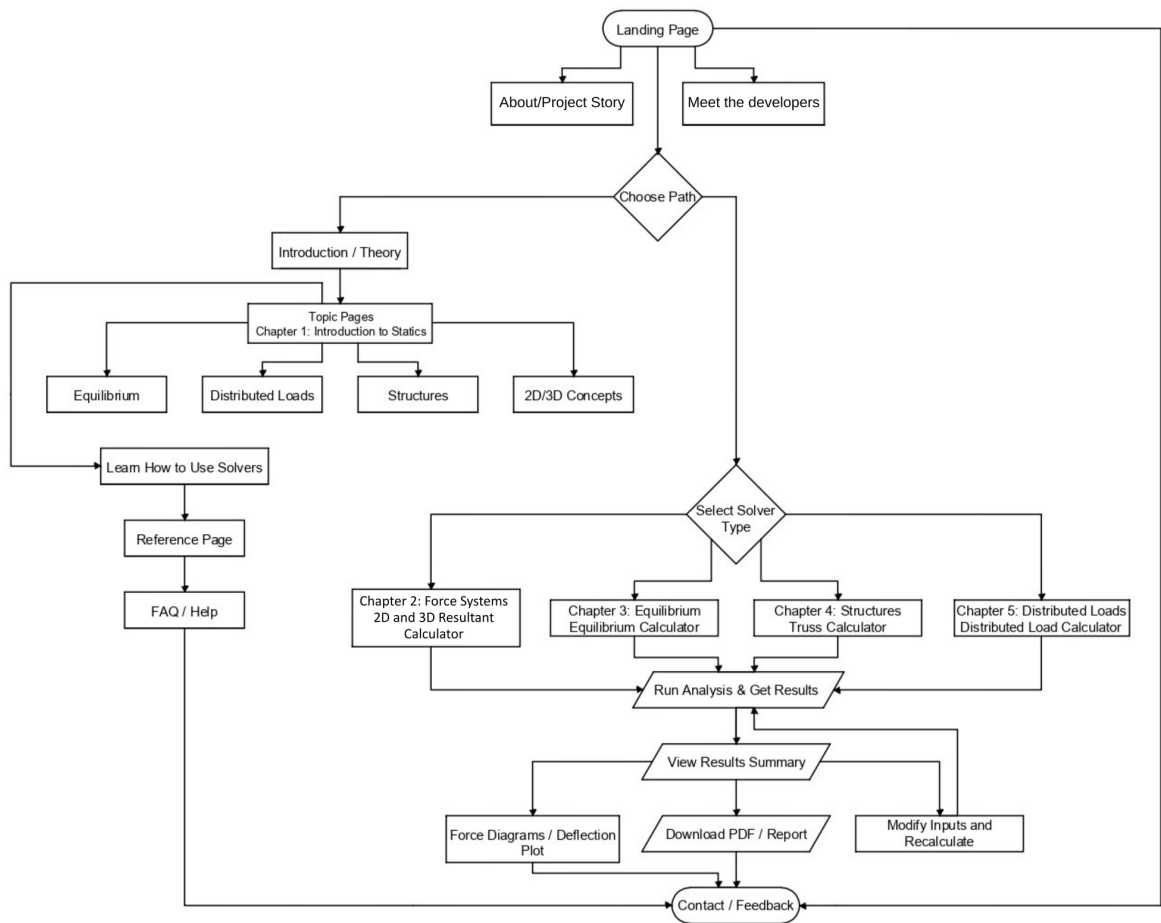 Landing Page
About/Project Story
Meet the developers
Choose Path
Introduction / Theory
Topic Pages
Chapter 1: Introduction to Statics
Equilibrium
Distributed Loads
Structures
2D/3D Concepts
Learn How to Use Solvers
Reference Page
FAQ / Help
Select Solver
Type
Chapter 2: Force Systems
2D and 3D Resultant
Calculator
Chapter 3: Equilibrium
Equilibrium Calculator
Chapter 4: Structures
Truss Calculator
Chapter 5: Distributed Loads
Distributed Load Calculator
Run Analysis & Get Results
View Results Summary
Force Diagrams / Deflection
Plot
Download PDF / Report
Modify Inputs and
Recalculate
Contact / Feedback